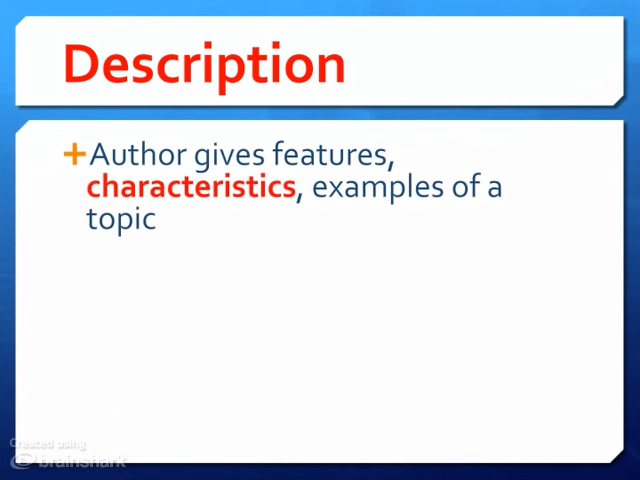 Description
+Author gives features,
characteristics, examples of a
topic
Created using
brainshark